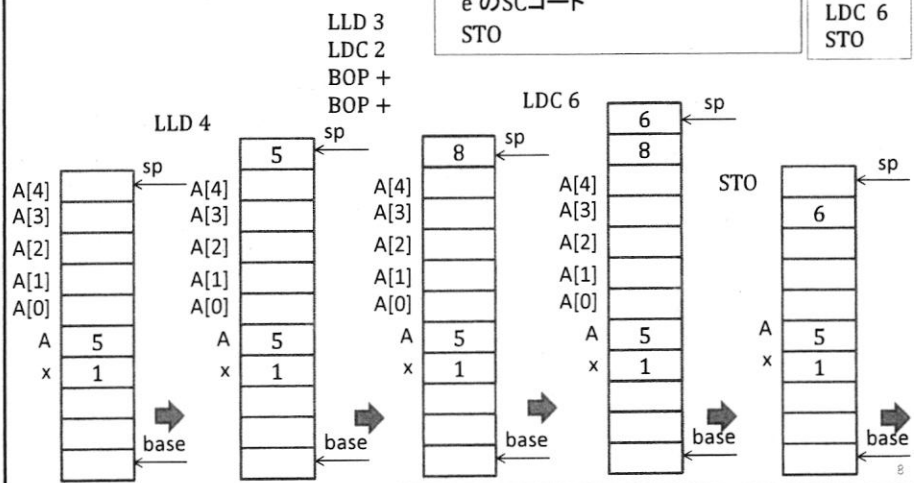 e のSCコード
STO
LDC 6
STO
LLD 3
LDC 2
BOP +
BOP +
LLD 4
LDC 6
STO
sp
A[4]
A[3]
A[2]
A[1]
A[0]
A 5
x 1
base
sp
5
A[4]
A[3]
A[2]
A[1]
A[0]
A 5
x 1
base
sp
8
A[4]
A[3]
A[2]
A[1]
A[0]
A 5
x 1
base
sp
6
8
A[4]
A[3]
A[2]
A[1]
A[0]
A 5
x 1
base
sp
6
A 5
x 1
base
8